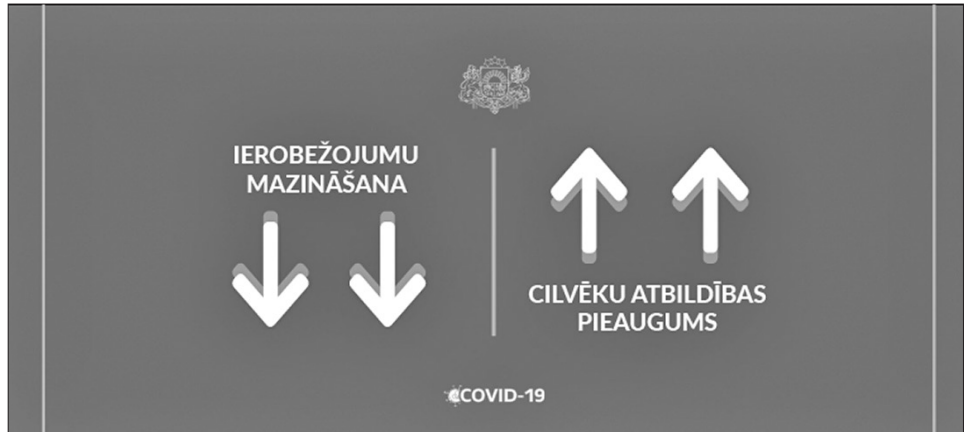 IEROBEŽOJUMU
MAZINĀŠANA
CILVĒKU ATBILDĪBAS
PIEAUGUMS
COVID-19